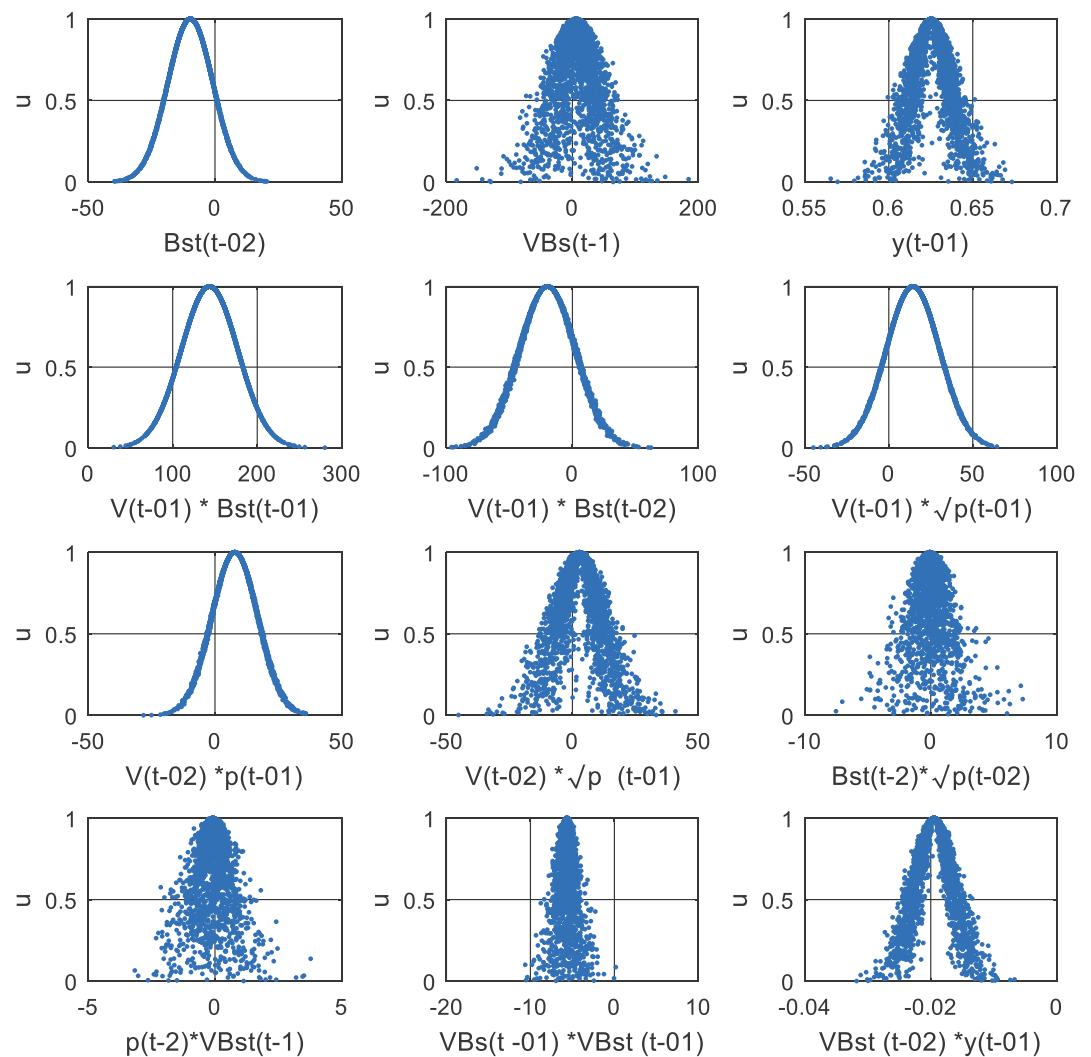 1 1 1
u 0.5 u 0.5 u 0.5
0 0 0
-50 0 50 -200 0 200 0.55 0.6 0.65 0.7
Bst(t-02) VBs(t-1) y(t-01)
1 1 1
u 0.5 u 0.5 u 0.5
0 0 0
0 100 200 300 -100 0 100 -50 0 50 100
V(t-01) * Bst(t-01) V(t-01) * Bst(t-02) V(t-01) * √p(t-01)
1 1 1
u 0.5 u 0.5 u 0.5
0 0 0
-50 0 50 -50 0 50 -10 0 10
V(t-02) *p(t-01) V(t-02) * √p (t-01) Bst(t-2)* √p(t-02)
1 1 1
u 0.5 u 0.5 u 0.5
0 0 0
-5 0 5 -20 -10 0 10 -0.04 -0.02 0
p(t-2)*VBst(t-1) VBs(t -01) *VBst (t-01) VBst (t-02) *y(t-01)